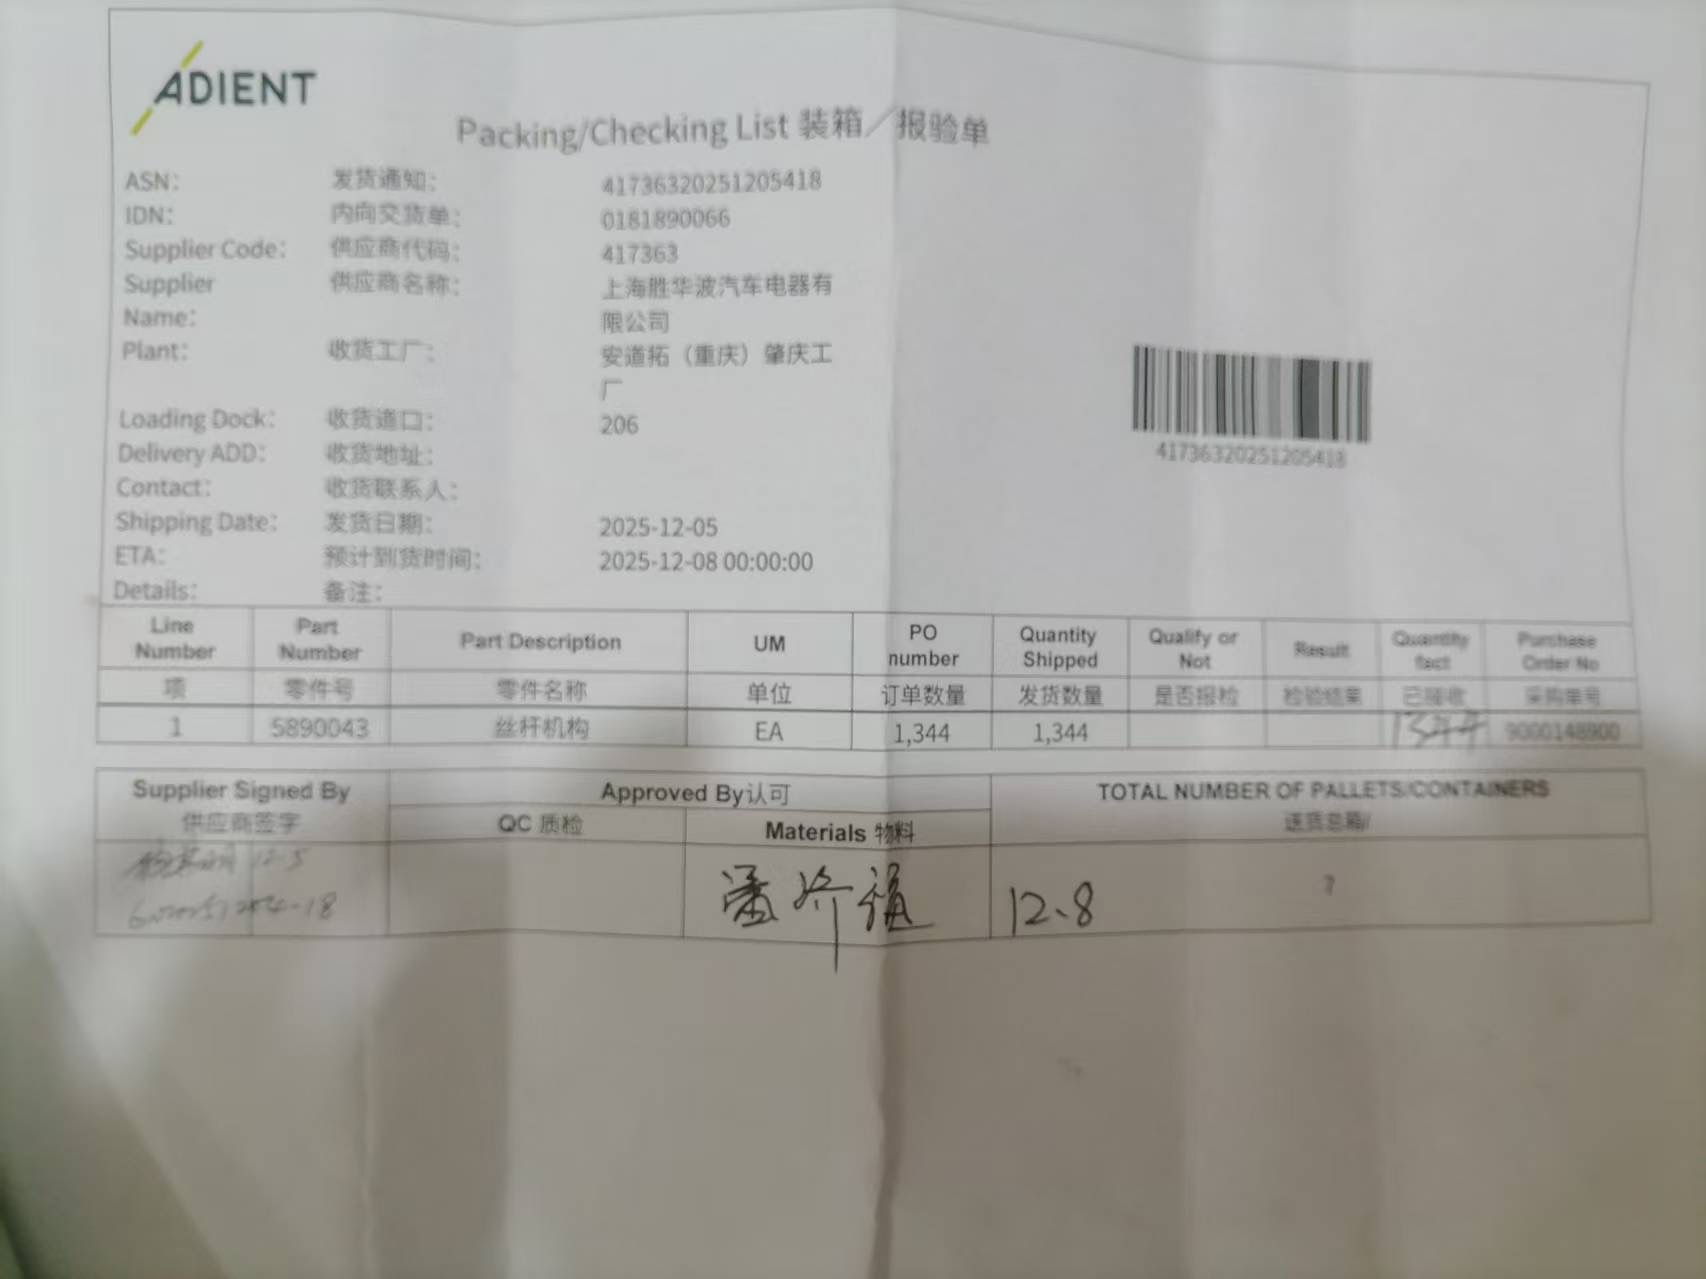 ADIENT
Packing/Checking List 装箱／报验单
ASN: 发货通知: 41736320251205418
IDN: 内向交货单: 0181890066
Supplier Code: 供应商代码: 417363
Supplier Name: 供应商名称: 上海胜华波汽车电器有限公司
Plant: 收货工厂: 安道拓（重庆）肇庆工厂
Loading Dock: 收货道口: 206
Delivery ADD: 收货地址:
Contact: 收货联系人:
Shipping Date: 发货日期: 2025-12-05
ETA: 预计到货时间: 2025-12-08 00:00:00
Details: 备注:
41736320251205418
Line Number Part Number Part Description UM PO number Quantity Shipped Qualify or Not Result Quantity fact Purchase Order No
项 零件号 零件名称 单位 订单数量 发货数量 是否报检 检验结果 已接收 采购单号
1 5890043 丝杆机构 EA 1,344 1,344 1344 9000148900
Supplier Signed By Approved By认可 TOTAL NUMBER OF PALLETS/CONTAINERS
供应商签字 QC 质检 Materials 物料 送货总箱/
12-5
潘 12.8